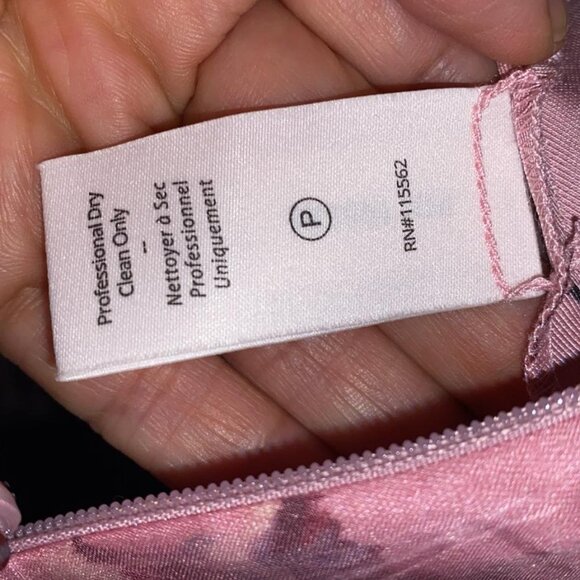 Professional Dry
Clean Only
--
Nettoyer à Sec
Professionnel
Uniquement
P
RN#115562